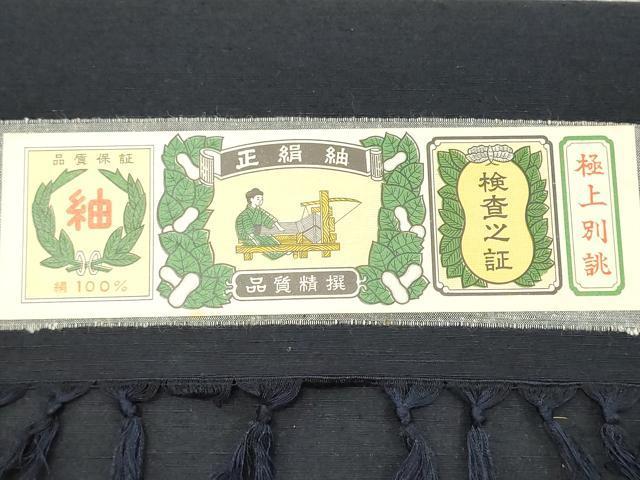 品質保証
紬
絹100%
正絹紬
品質精撰
検査之証
極上別誂